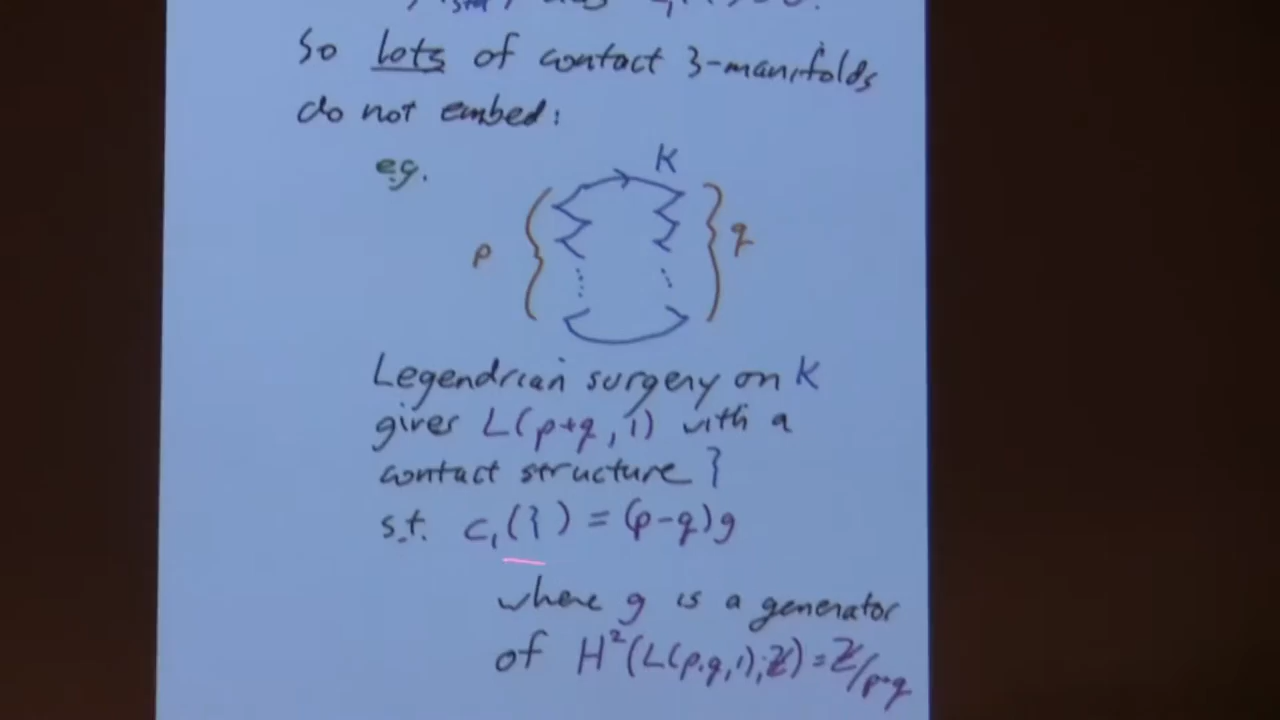 So lots of contact 3-manifolds
do not embed:
e.g.
K
p
q
Legendrian surgery on K
gives L(p+q, 1) with a
contact structure ξ
s.t. c₁(ξ) = (p-q)g
where g is a generator
of H²(L(p+q,1);ℤ) = ℤ/p+q